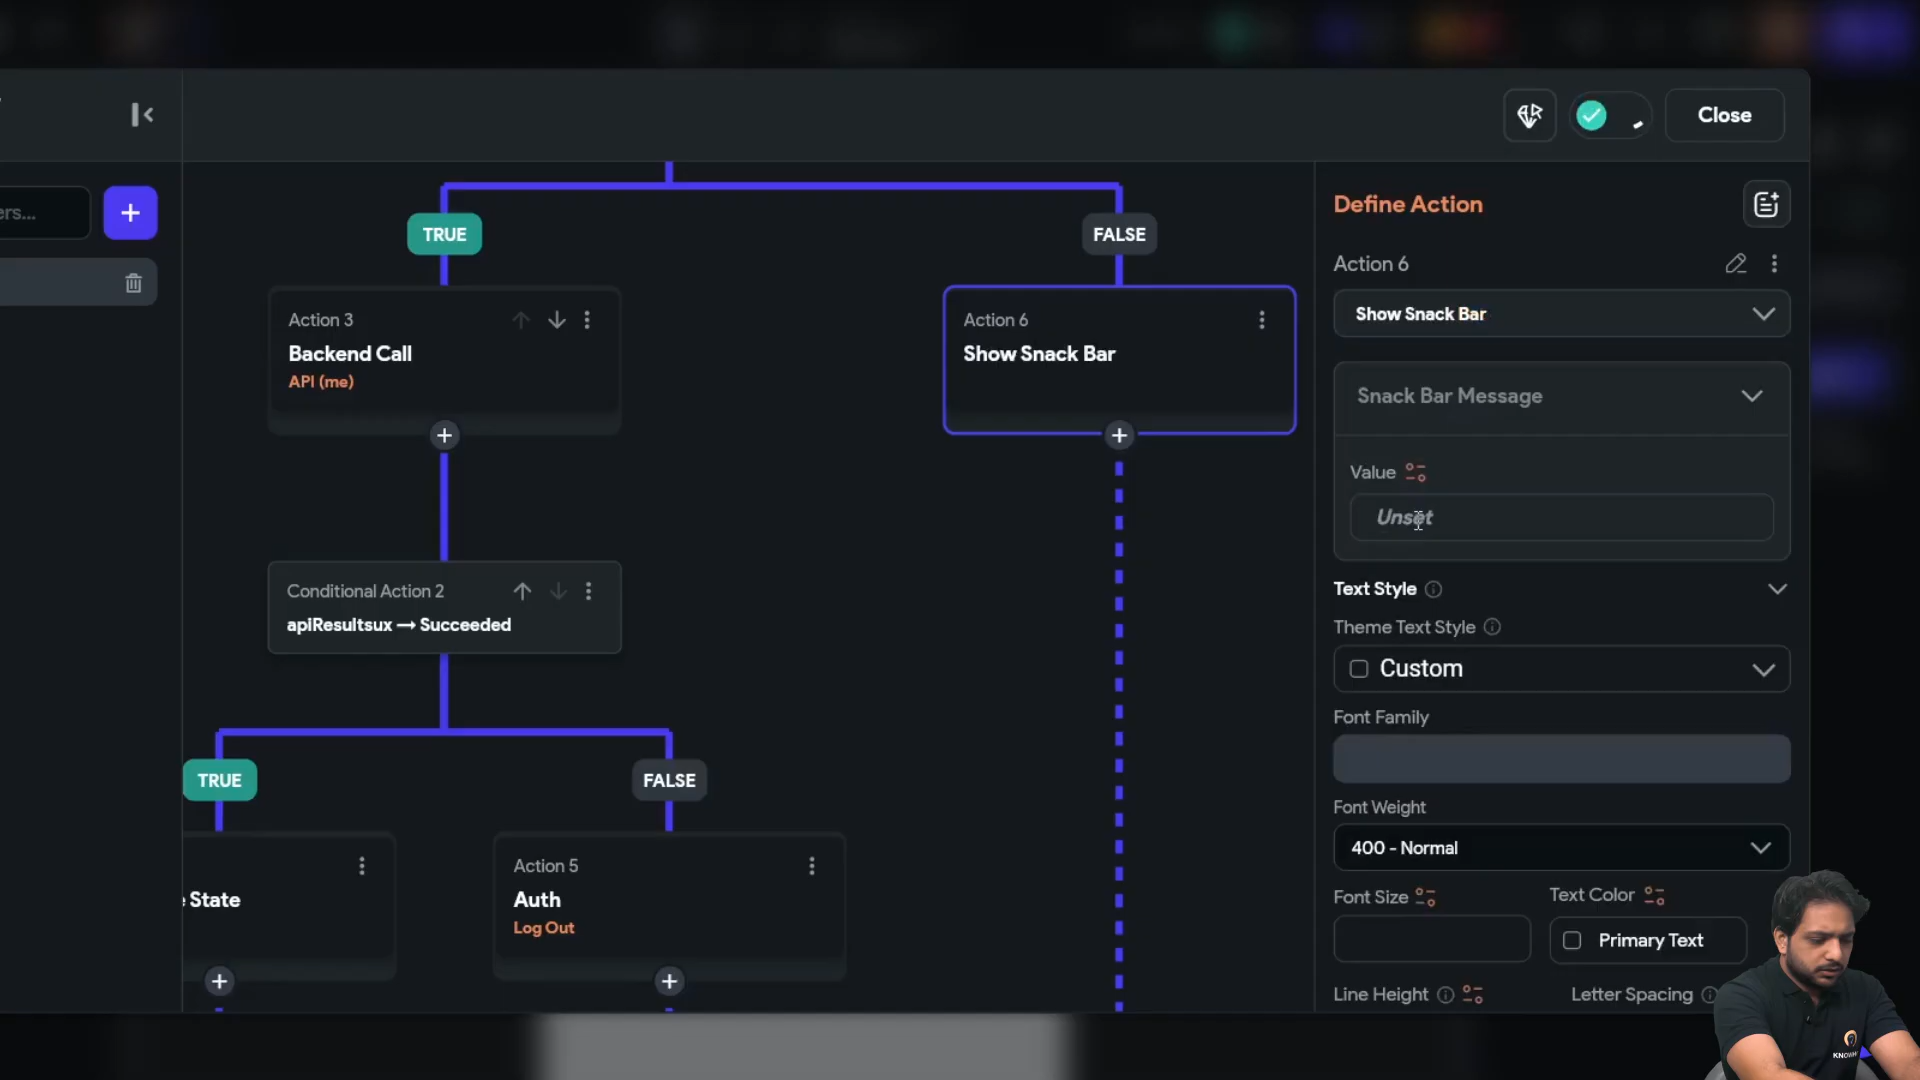 ers...
Close
TRUE
FALSE
Action 3
Backend Call
API (me)
Action 6
Show Snack Bar
Conditional Action 2
apiResultsux → Succeeded
TRUE
FALSE
State
Action 5
Auth
Log Out
Define Action
Action 6
Show Snack Bar
Snack Bar Message
Value
Unset
Text Style
Theme Text Style
Custom
Font Family
Font Weight
400 - Normal
Font Size
Text Color
Primary Text
Line Height
Letter Spacing